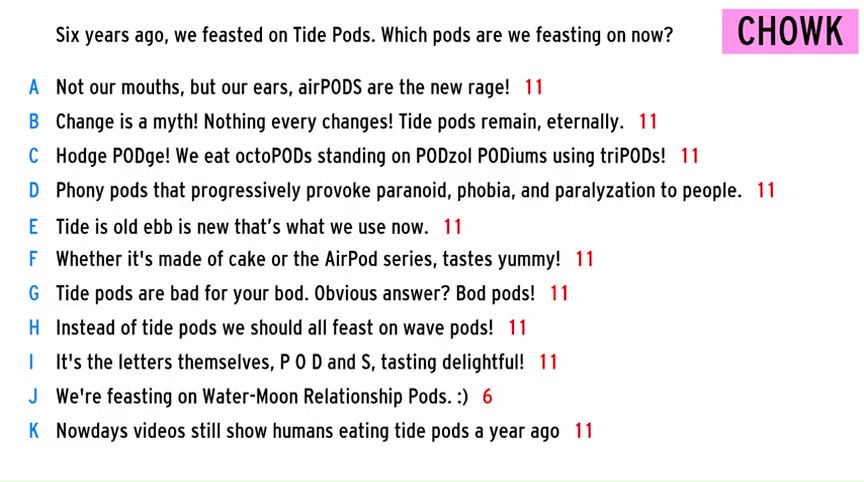 Six years ago, we feasted on Tide Pods. Which pods are we feasting on now?
CHOWK
A Not our mouths, but our ears, airPODS are the new rage! 11
B Change is a myth! Nothing every changes! Tide pods remain, eternally. 11
C Hodge PODge! We eat octoPODs standing on PODzol PODiums using triPODs! 11
D Phony pods that progressively provoke paranoid, phobia, and paralyzation to people. 11
E Tide is old ebb is new that's what we use now. 11
F Whether it's made of cake or the AirPod series, tastes yummy! 11
G Tide pods are bad for your bod. Obvious answer? Bod pods! 11
H Instead of tide pods we should all feast on wave pods! 11
I It's the letters themselves, P O D and S, tasting delightful! 11
J We're feasting on Water-Moon Relationship Pods. :) 6
K Nowdays videos still show humans eating tide pods a year ago 11